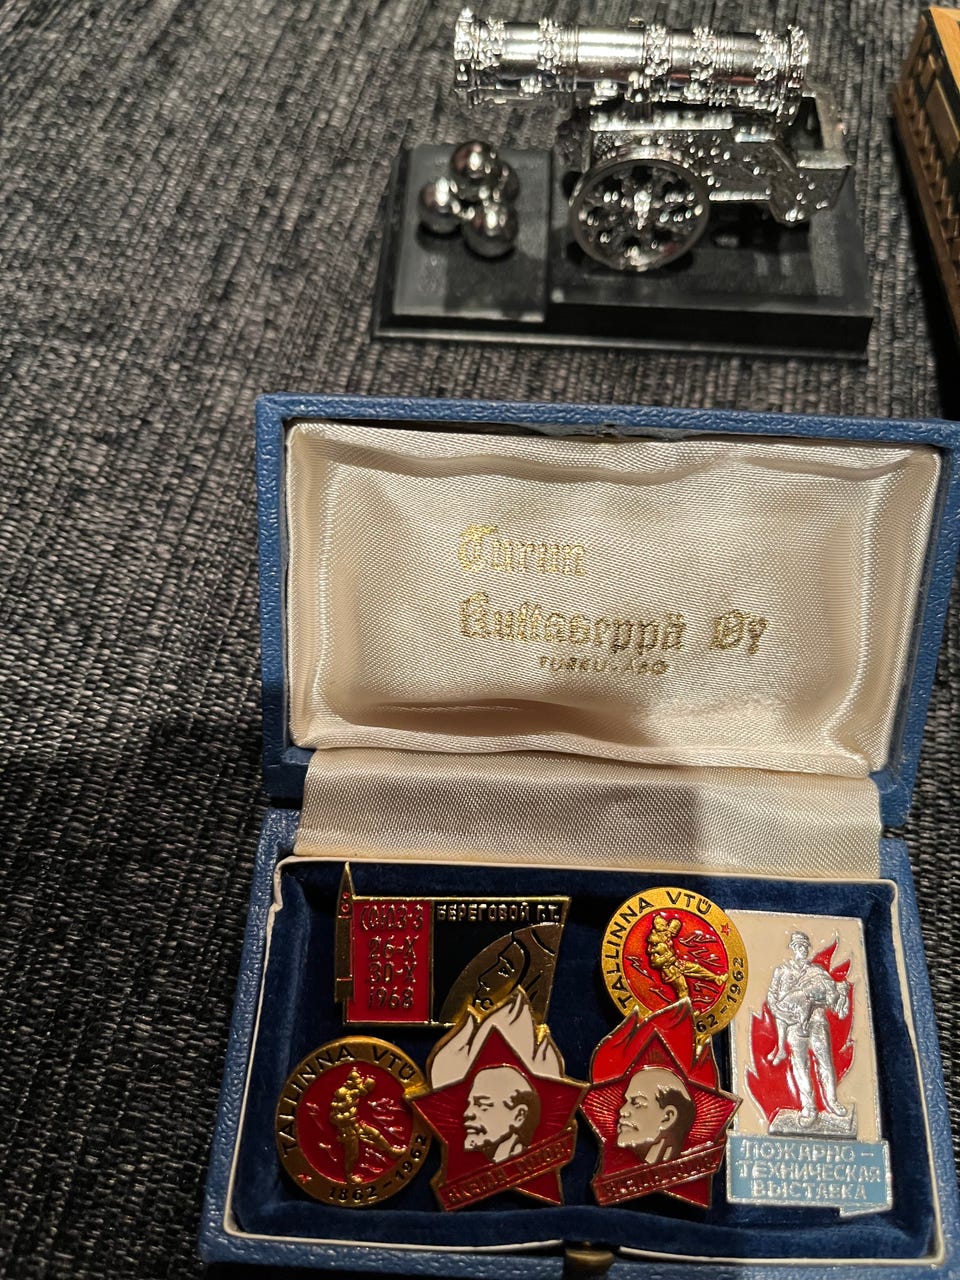 Turun
Kultaseppä Oy
TURKU-ÅBO
СОЮЗ-3
26-X
30-X
1968
БЕРЕГОВОЙ Г.Т.
TALLINNA VTÜ
1862-1962
TALLINNA VTÜ
1862-1962
ПОЖАРНО-
ТЕХНИЧЕСКАЯ
ВЫСТАВКА